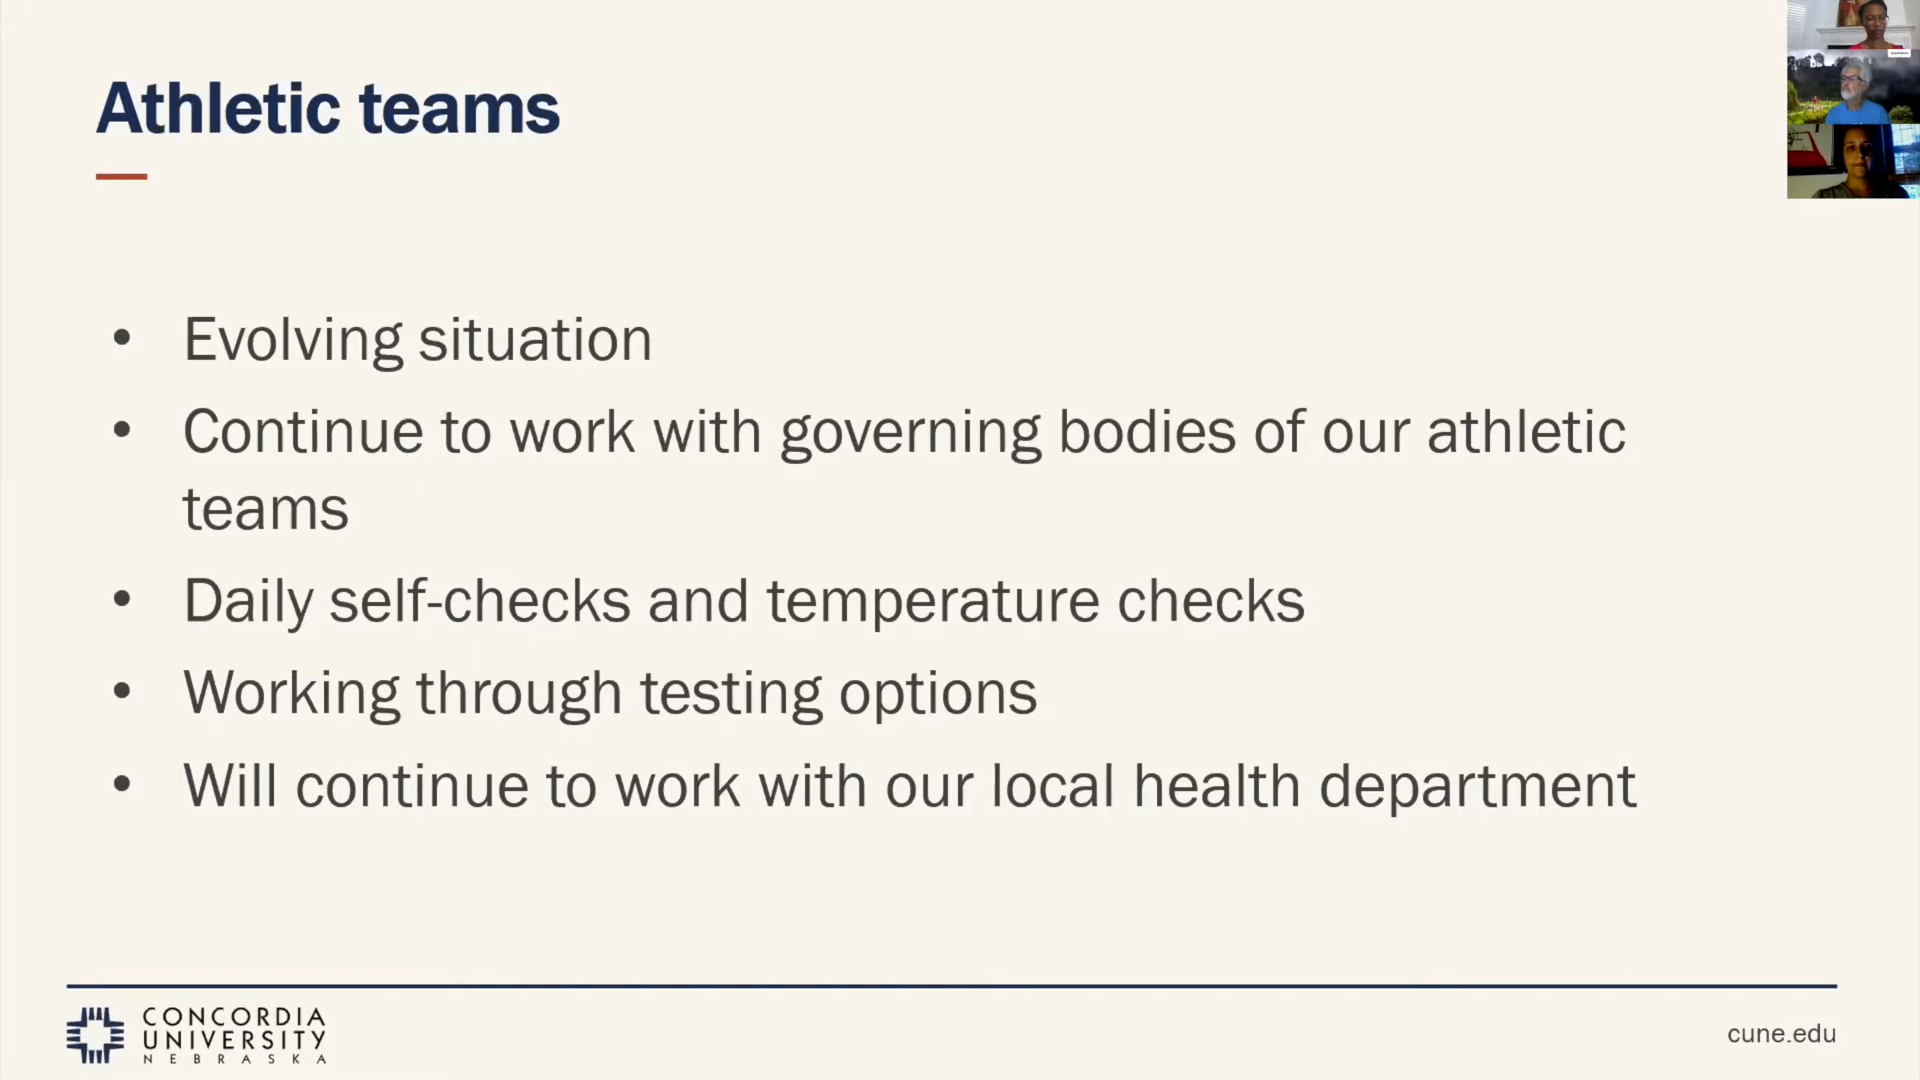 Athletic teams
• Evolving situation
• Continue to work with governing bodies of our athletic
teams
• Daily self-checks and temperature checks
• Working through testing options
• Will continue to work with our local health department
CONCORDIA
UNIVERSITY
NEBRASKA
cune.edu